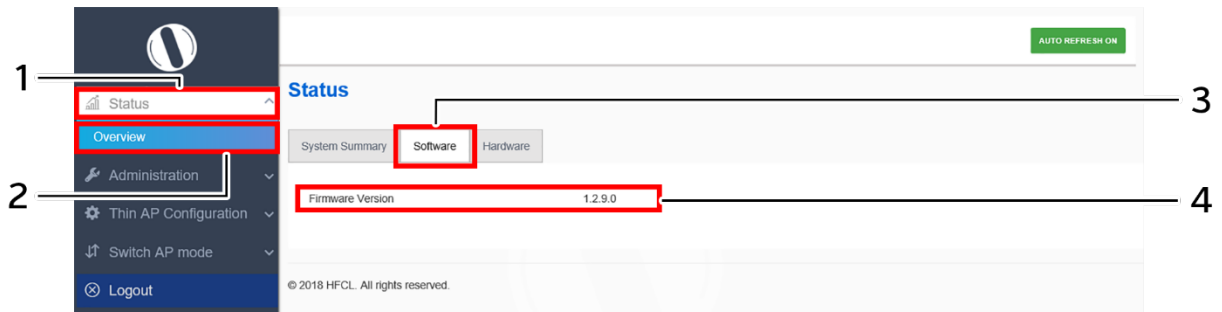 AUTO REFRESH ON
1
Status
Status
3
Overview
System Summary Software Hardware
Administration
2
Firmware Version 1.2.9.0
4
Thin AP Configuration
Switch AP mode
Logout
© 2018 HFCL. All rights reserved.